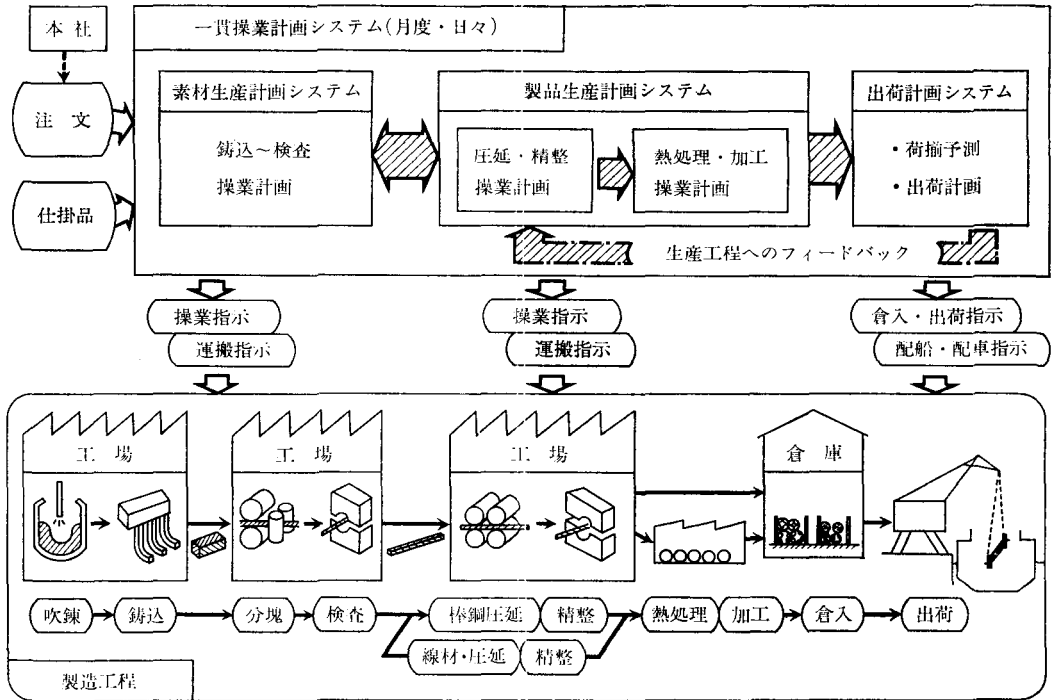 本社
一貫操業計画システム(月度・日々)
注文
仕掛品
素材生産計画システム
鋳込～検査
操業計画
製品生産計画システム
圧延・精整
操業計画
熱処理・加工
操業計画
出荷計画システム
・荷揃予測
・出荷計画
生産工程へのフィードバック
操業指示
運搬指示
操業指示
運搬指示
倉入・出荷指示
配船・配車指示
工場
工場
工場
倉庫
吹錬
鋳込
分塊
検査
棒鋼圧延
精整
線材・圧延
精整
熱処理
加工
倉入
出荷
製造工程